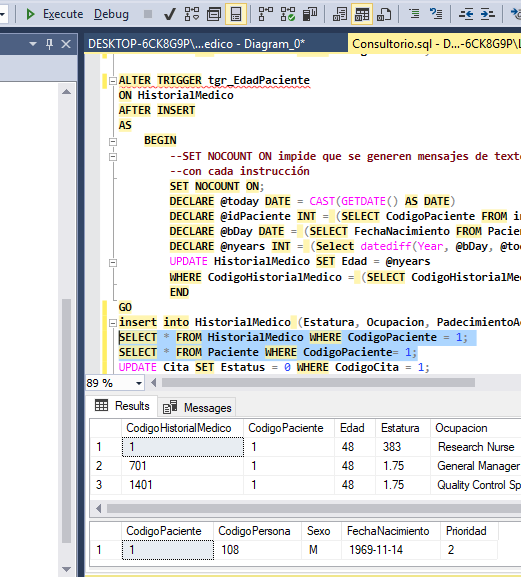 Execute Debug
DESKTOP-6CK8G9P\...edico - Diagram_0*
Consultorio.sql - D...-6CK8G9P\
ALTER TRIGGER tgr_EdadPaciente
ON HistorialMedico
AFTER INSERT
AS
BEGIN
--SET NOCOUNT ON impide que se generen mensajes de texto
--con cada instrucción
SET NOCOUNT ON;
DECLARE @today DATE = CAST(GETDATE() AS DATE)
DECLARE @idPaciente INT = (SELECT CodigoPaciente FROM
DECLARE @bDay DATE = (SELECT FechaNacimiento FROM
DECLARE @nyears INT = (Select datediff(Year, @bDay,
UPDATE HistorialMedico SET Edad = @nyears
WHERE CodigoHistorialMedico = (SELECT
END
GO
insert into HistorialMedico (Estatura, Ocupacion,
SELECT * FROM HistorialMedico WHERE CodigoPaciente = 1;
SELECT * FROM Paciente WHERE CodigoPaciente= 1;
UPDATE Cita SET Estatus = 0 WHERE CodigoCita = 1;
89 %
Results Messages
CodigoHistorialMedico CodigoPaciente Edad Estatura Ocupacion
1 1 1 48 383 Research Nurse
2 701 1 48 1.75 General Manager
3 1401 1 48 1.75 Quality Control
CodigoPaciente CodigoPersona Sexo FechaNacimiento Prioridad
1 1 108 M 1969-11-14 2